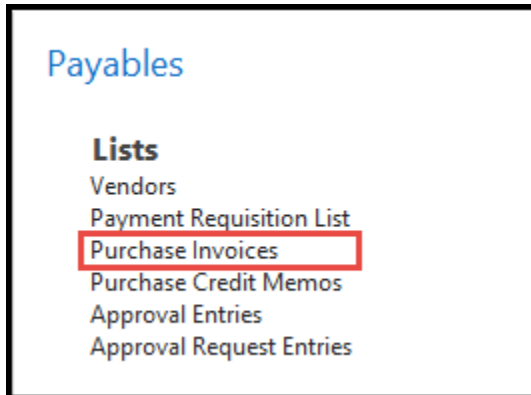 Payables
Lists
Vendors
Payment Requisition List
Purchase Invoices
Purchase Credit Memos
Approval Entries
Approval Request Entries